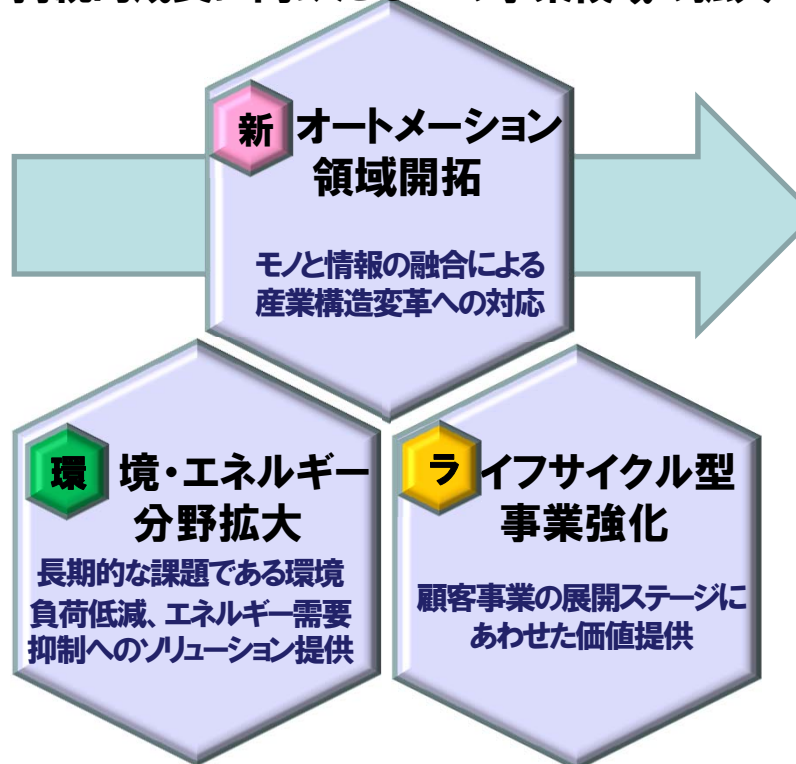 新 オートメーション
領域開拓
モノと情報の融合による
産業構造変革への対応
環 境・エネルギー
分野拡大
長期的な課題である環境
負荷低減、エネルギー需要
抑制へのソリューション提供
ラ イフサイクル型
事業強化
顧客事業の展開ステージに
あわせた価値提供